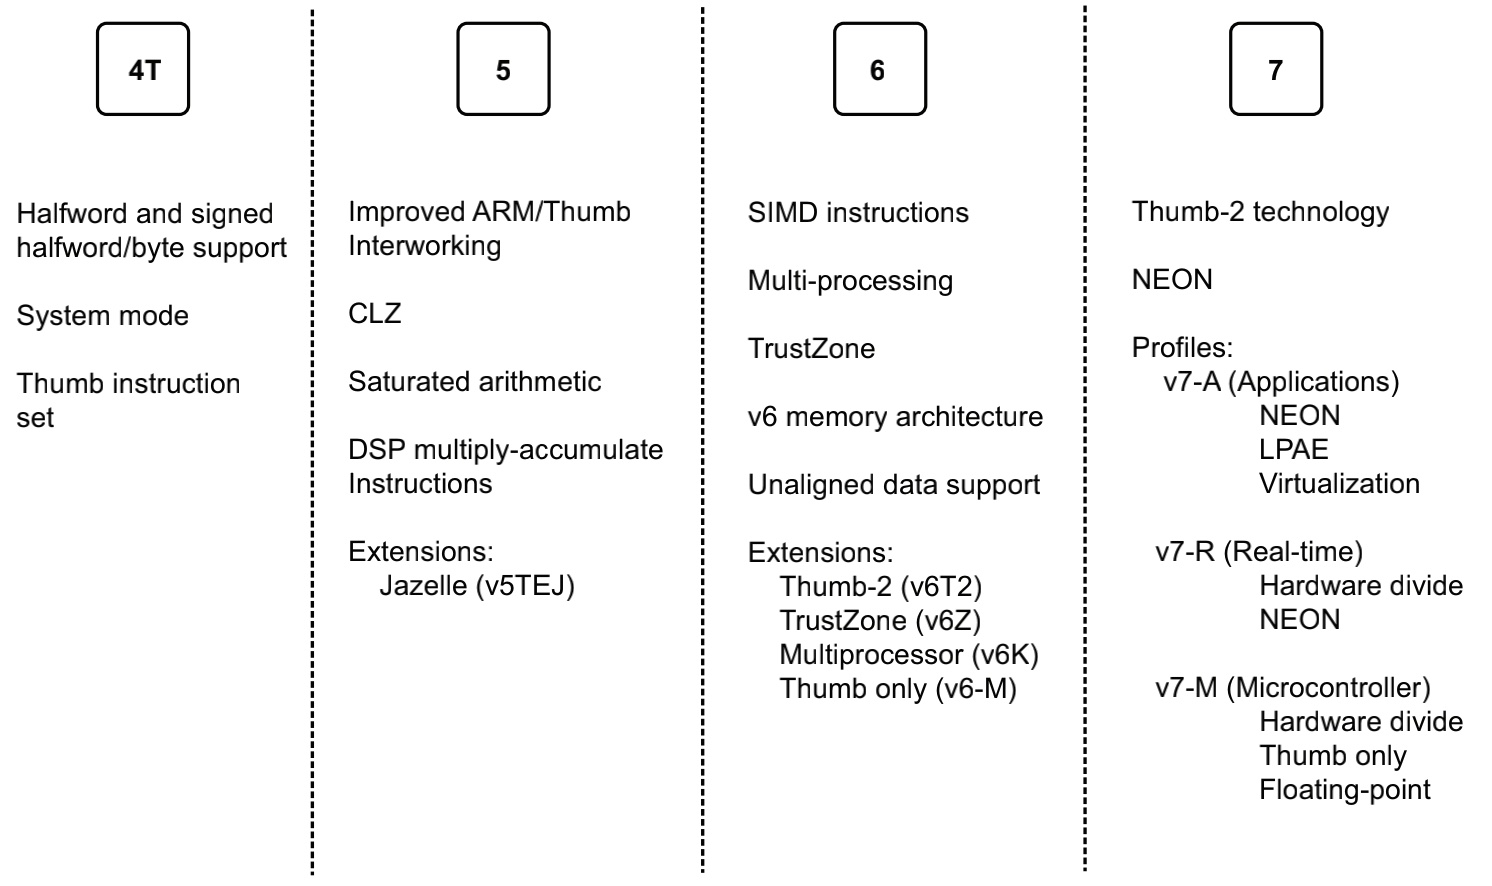 4T
Halfword and signed
halfword/byte support
System mode
Thumb instruction
set
5
Improved ARM/Thumb
Interworking
CLZ
Saturated arithmetic
DSP multiply-accumulate
Instructions
Extensions:
Jazelle (v5TEJ)
6
SIMD instructions
Multi-processing
TrustZone
v6 memory architecture
Unaligned data support
Extensions:
Thumb-2 (v6T2)
TrustZone (v6Z)
Multiprocessor (v6K)
Thumb only (v6-M)
7
Thumb-2 technology
NEON
Profiles:
v7-A (Applications)
NEON
LPAE
Virtualization
v7-R (Real-time)
Hardware divide
NEON
v7-M (Microcontroller)
Hardware divide
Thumb only
Floating-point